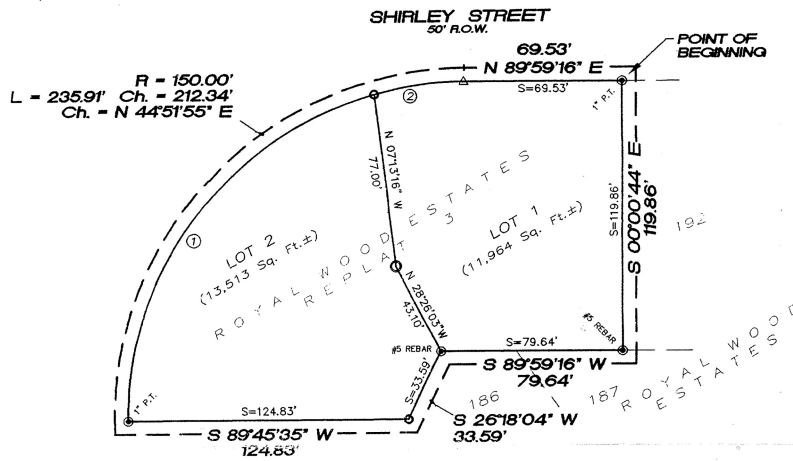 SHIRLEY STREET
50' R.O.W.
69.53'
N 89°59'16" E
POINT OF
BEGINNING
R = 150.00'
L = 235.91' Ch. = 212.34'
Ch. = N 44°51'55" E
S=69.53'
1" P.T.
②
N 07°13'16" W
77.00'
S=119.86'
S 00°00'44" E
119.86'
①
LOT 2
(13,513 Sq. Ft.±)
LOT 1
(11,964 Sq. Ft.±)
ROYAL WOOD ESTATES
REPLAT 3
192
N 28°26'03" W
43.10'
#5 REBAR
S=79.64'
#5 REBAR
S 89°59'16" W
79.64'
S=33.59'
186
187
ROYAL WOOD
ESTATES
1" P.T.
S=124.83'
S 26°18'04" W
33.59'
S 89°45'35" W
124.83'